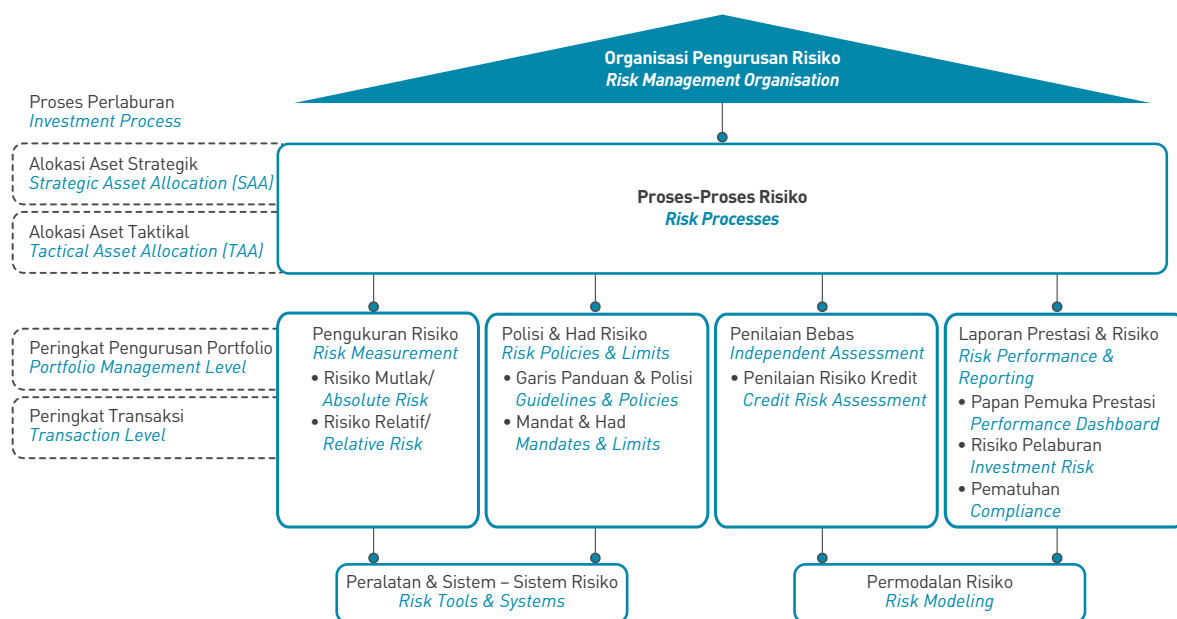 Organisasi Pengurusan Risiko
Risk Management Organisation
Proses Perlaburan
Investment Process
Alokasi Aset Strategik
Strategic Asset Allocation (SAA)
Alokasi Aset Taktikal
Tactical Asset Allocation (TAA)
Proses-Proses Risiko
Risk Processes
Peringkat Pengurusan Portfolio
Portfolio Management Level
Peringkat Transaksi
Transaction Level
Pengukuran Risiko
Risk Measurement
• Risiko Mutlak/
Absolute Risk
• Risiko Relatif/
Relative Risk
Polisi & Had Risiko
Risk Policies & Limits
• Garis Panduan & Polisi
Guidelines & Policies
• Mandat & Had
Mandates & Limits
Penilaian Bebas
Independent Assessment
• Penilaian Risiko Kredit
Credit Risk Assessment
Laporan Prestasi & Risiko
Risk Performance &
Reporting
• Papan Pemuka Prestasi
Performance Dashboard
• Risiko Pelaburan
Investment Risk
• Pematuhan
Compliance
Peralatan & Sistem – Sistem Risiko
Risk Tools & Systems
Permodalan Risiko
Risk Modeling